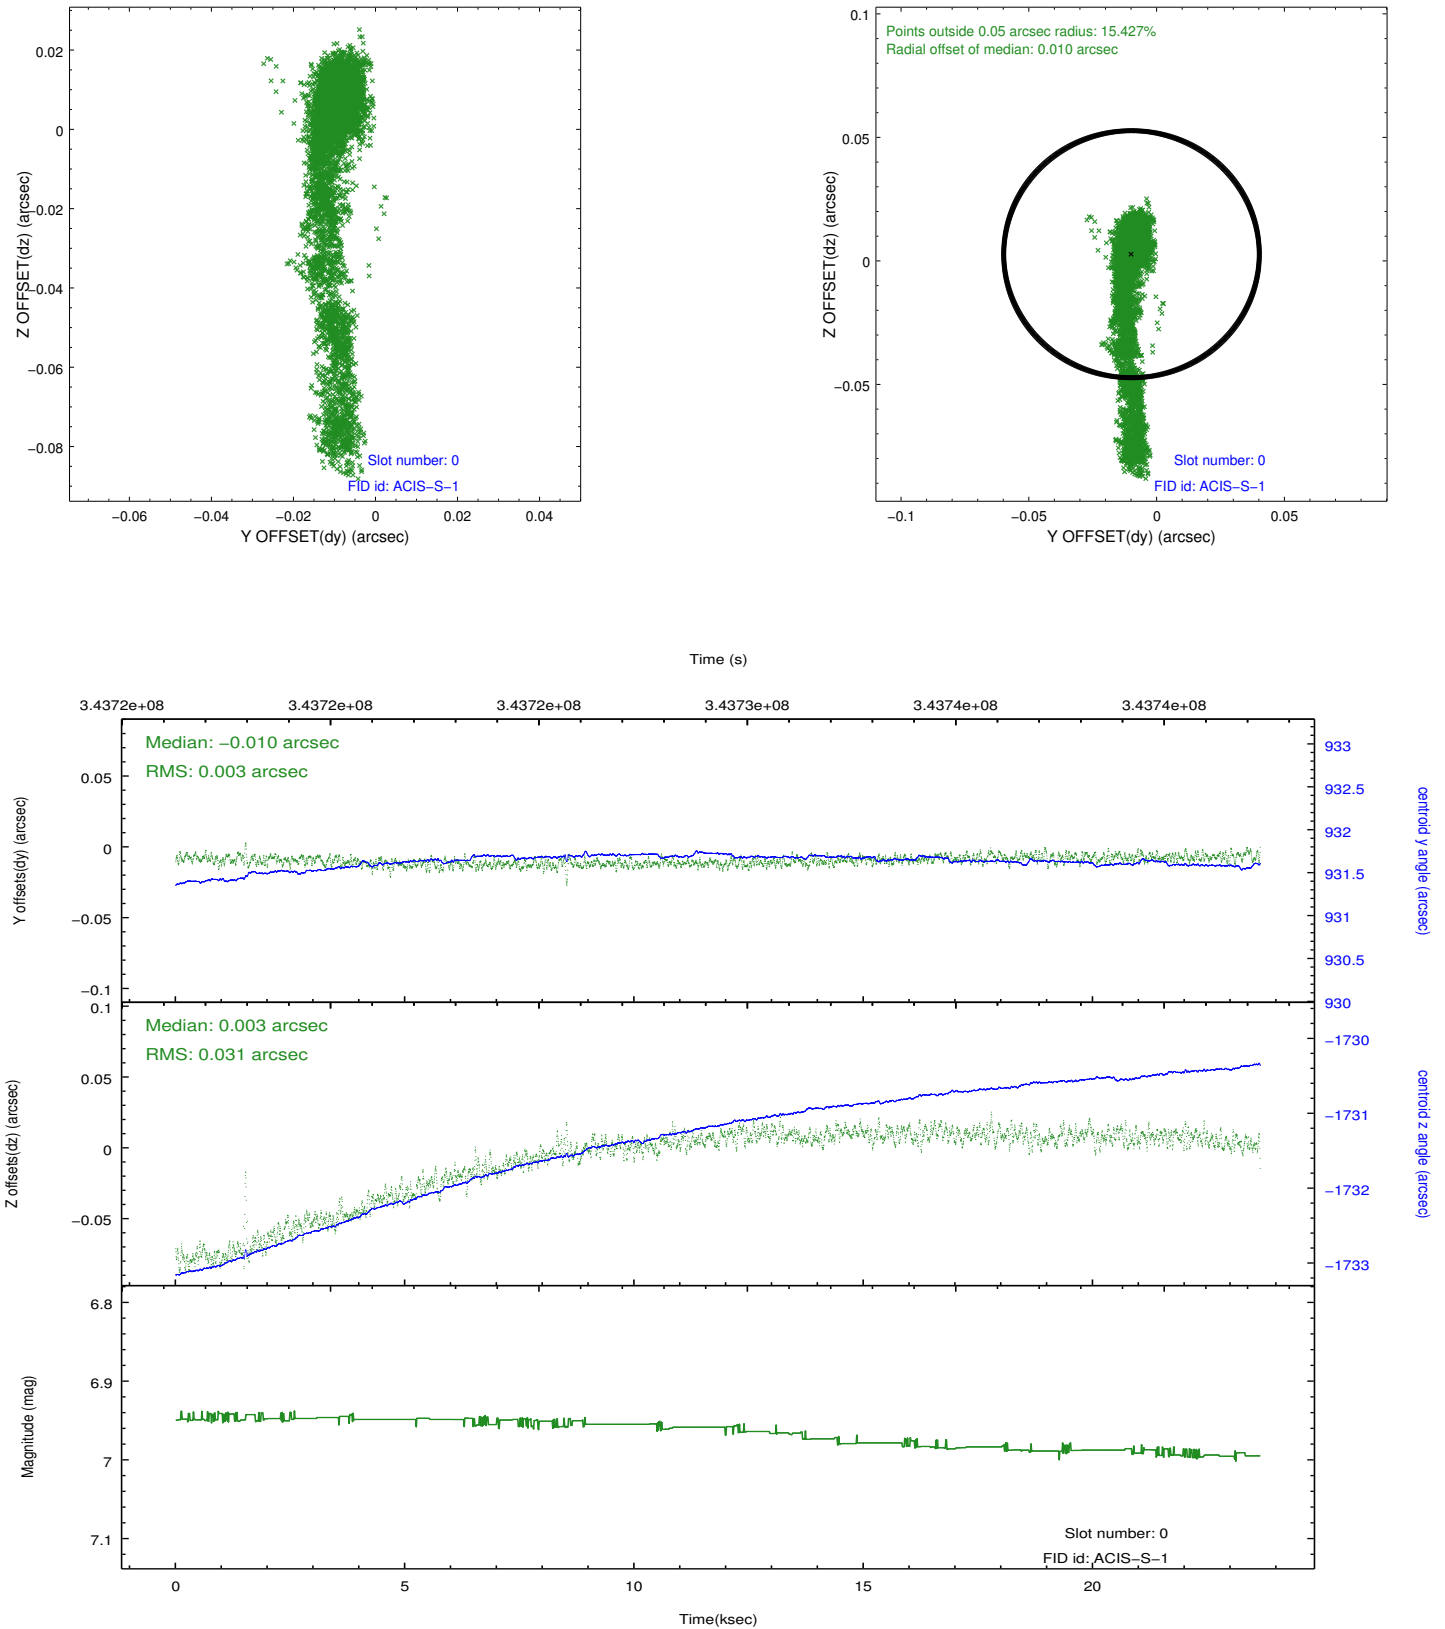 0.02
0
−0.02
−0.04
−0.06
−0.08
Z OFFSET(dz) (arcsec)
Slot number: 0
FID id: ACIS−S−1
−0.06
−0.04
−0.02
0
0.02
0.04
Y OFFSET(dy) (arcsec)
Points outside 0.05 arcsec radius: 15.427%
Radial offset of median: 0.010 arcsec
0.1
0.05
0
−0.05
Z OFFSET(dz) (arcsec)
Slot number: 0
FID id: ACIS−S−1
−0.1
−0.05
0
0.05
Y OFFSET(dy) (arcsec)
Time (s)
3.4372e+08
3.4372e+08
3.4372e+08
3.4373e+08
3.4374e+08
3.4374e+08
Median: −0.010 arcsec
RMS: 0.003 arcsec
0.05
0
−0.05
−0.1
Y offsets(dy) (arcsec)
933
932.5
932
931.5
931
930.5
930
centroid y angle (arcsec)
Median: 0.003 arcsec
RMS: 0.031 arcsec
0.1
0.05
0
−0.05
Z offsets(dz) (arcsec)
−1730
−1731
−1732
−1733
centroid z angle (arcsec)
6.8
6.9
7
7.1
Magnitude (mag)
Slot number: 0
FID id: ACIS−S−1
0
5
10
15
20
Time(ksec)